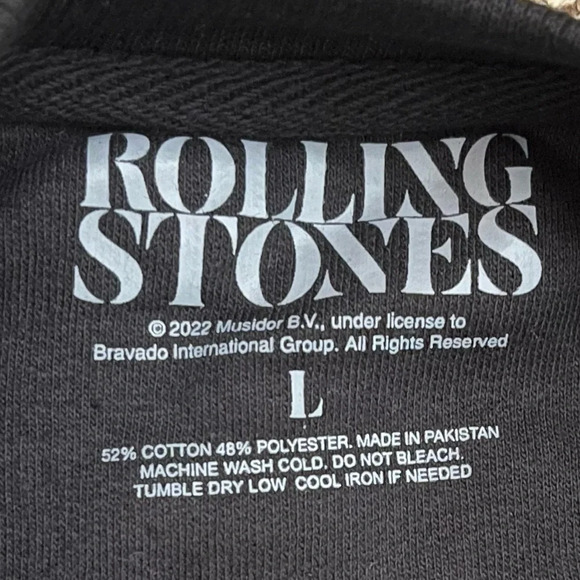 ROLLING
STONES
© 2022 Musidor B.V., under license to
Bravado International Group. All Rights Reserved
L
52% COTTON 48% POLYESTER. MADE IN PAKISTAN
MACHINE WASH COLD. DO NOT BLEACH.
TUMBLE DRY LOW COOL IRON IF NEEDED